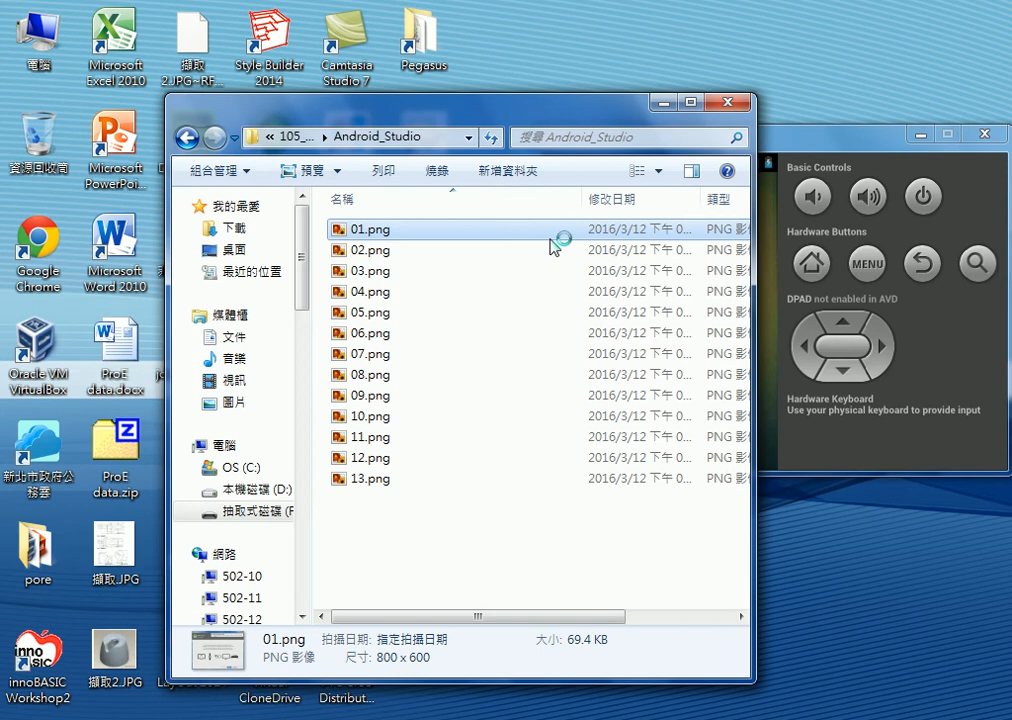 電腦
Microsoft
Excel 2010
擷取
2.JPG~RF...
Style Builder
2014
Camtasia
Studio 7
Pegasus
資源回收筒
Microsoft
PowerPoi...
Google
Chrome
Microsoft
Word 2010
Oracle VM
VirtualBox
ProE
data.docx
新北市政府公
務雲
ProE
data.zip
pore
擷取.JPG
innoBASIC
Workshop2
擷取2.JPG
CloneDrive
Distribut...
« 105_... ▸ Android_Studio
搜尋 Android_Studio
組合管理
預覽
列印
燒錄
新增資料夾
我的最愛
下載
桌面
最近的位置
媒體櫃
文件
音樂
視訊
圖片
電腦
OS (C:)
本機磁碟 (D:)
抽取式磁碟 (F
網路
502-10
502-11
502-12
名稱 修改日期 類型
01.png 2016/3/12 下午 0... PNG 影
02.png 2016/3/12 下午 0... PNG 影
03.png 2016/3/12 下午 0... PNG 影
04.png 2016/3/12 下午 0... PNG 影
05.png 2016/3/12 下午 0... PNG 影
06.png 2016/3/12 下午 0... PNG 影
07.png 2016/3/12 下午 0... PNG 影
08.png 2016/3/12 下午 0... PNG 影
09.png 2016/3/12 下午 0... PNG 影
10.png 2016/3/12 下午 0... PNG 影
11.png 2016/3/12 下午 0... PNG 影
12.png 2016/3/12 下午 0... PNG 影
13.png 2016/3/12 下午 0... PNG 影
01.png 拍攝日期: 指定拍攝日期 大小: 69.4 KB
PNG 影像 尺寸: 800 x 600
Basic Controls
Hardware Buttons
MENU
DPAD not enabled in AVD
Hardware Keyboard
Use your physical keyboard to provide input